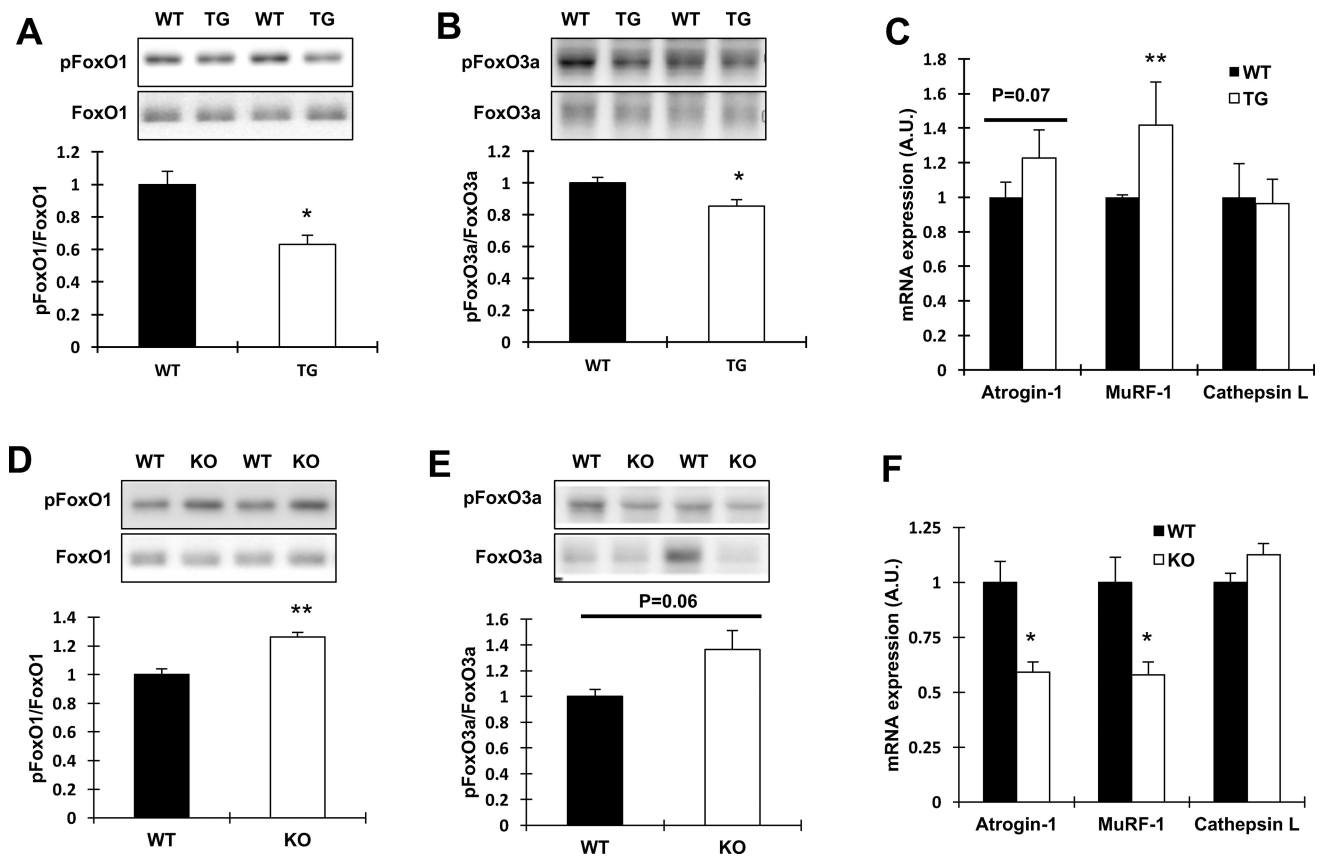 A
WT TG WT TG
pFoxO1
FoxO1
pFoxO1/FoxO1
1.2
1
0.8
0.6
0.4
0.2
0
*
WT TG
B
WT TG WT TG
pFoxO3a
FoxO3a
pFoxO3a/FoxO3a
1.2
1
0.8
0.6
0.4
0.2
0
*
WT TG
C
mRNA expression (A.U.)
1.8
1.6
1.4
1.2
1
0.8
0.6
0.4
0.2
0
P=0.07
**
WT
TG
Atrogin-1 MuRF-1 Cathepsin L
D
WT KO WT KO
pFoxO1
FoxO1
pFoxO1/FoxO1
1.4
1.2
1
0.8
0.6
0.4
0.2
0
**
WT KO
E
WT KO WT KO
pFoxO3a
FoxO3a
P=0.06
pFoxO3a/FoxO3a
1.6
1.4
1.2
1
0.8
0.6
0.4
0.2
0
WT KO
F
mRNA expression (A.U.)
1.25
1
0.75
0.5
0.25
0
WT
KO
* *
Atrogin-1 MuRF-1 Cathepsin L